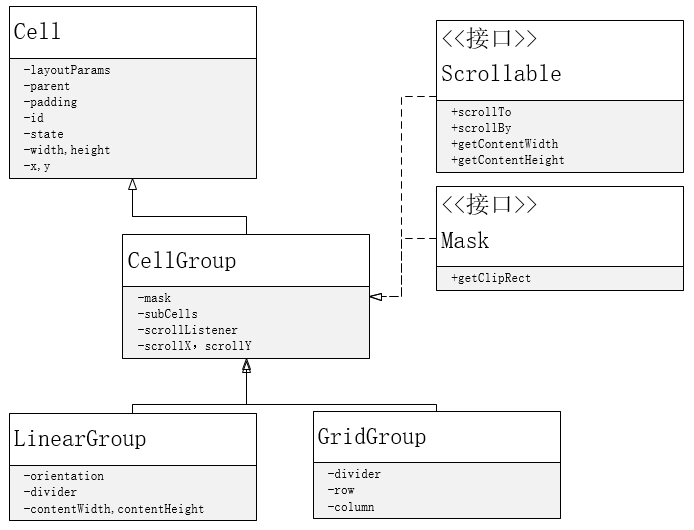 Cell
-layoutParams
-parent
-padding
-id
-state
-width,height
-x,y
<<接口>>
Scrollable
+scrollTo
+scrollBy
+getContentWidth
+getContentHeight
<<接口>>
Mask
+getClipRect
CellGroup
-mask
-subCells
-scrollListener
-scrollX，scrollY
LinearGroup
-orientation
-divider
-contentWidth,contentHeight
GridGroup
-divider
-row
-column